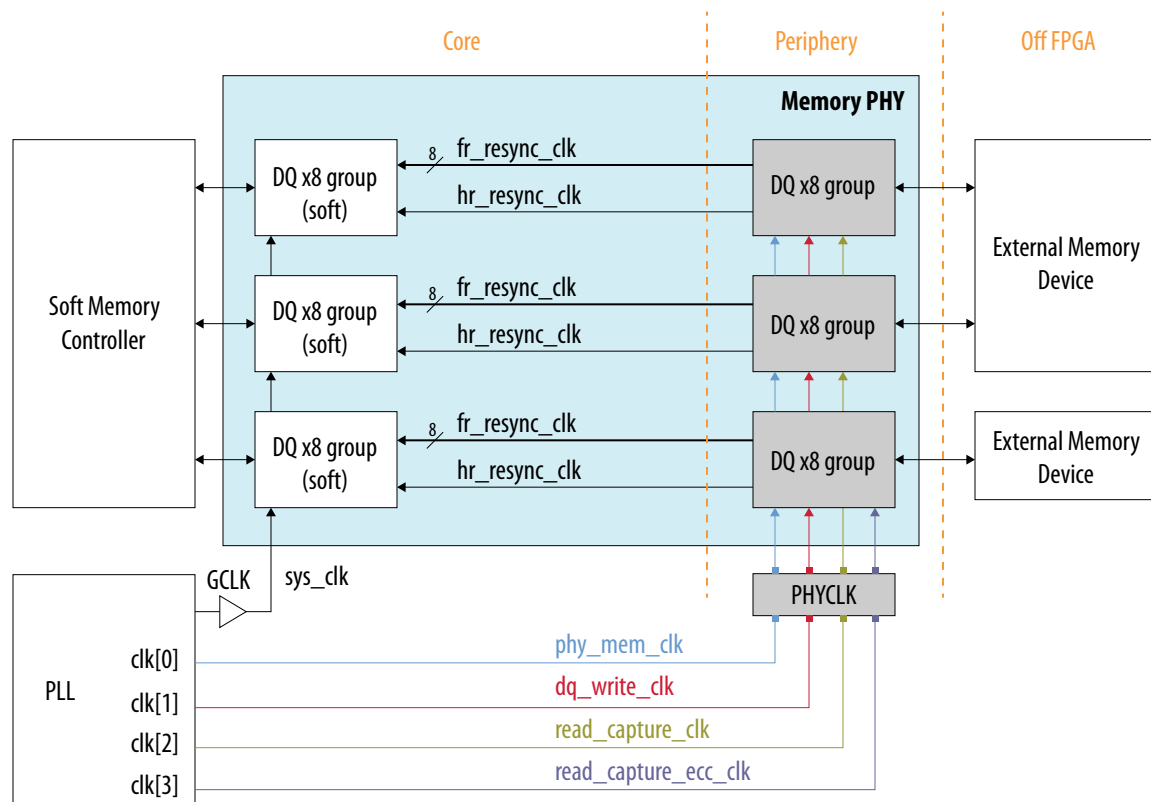 Core
Periphery
Off FPGA
Memory PHY
Soft Memory
Controller
DQ x8 group
(soft)
8
fr_resync_clk
hr_resync_clk
DQ x8 group
External Memory
Device
DQ x8 group
(soft)
8
fr_resync_clk
hr_resync_clk
DQ x8 group
DQ x8 group
(soft)
8
fr_resync_clk
hr_resync_clk
DQ x8 group
External Memory
Device
GCLK
sys_clk
PHYCLK
PLL
clk[0]
phy_mem_clk
clk[1]
dq_write_clk
clk[2]
read_capture_clk
clk[3]
read_capture_ecc_clk